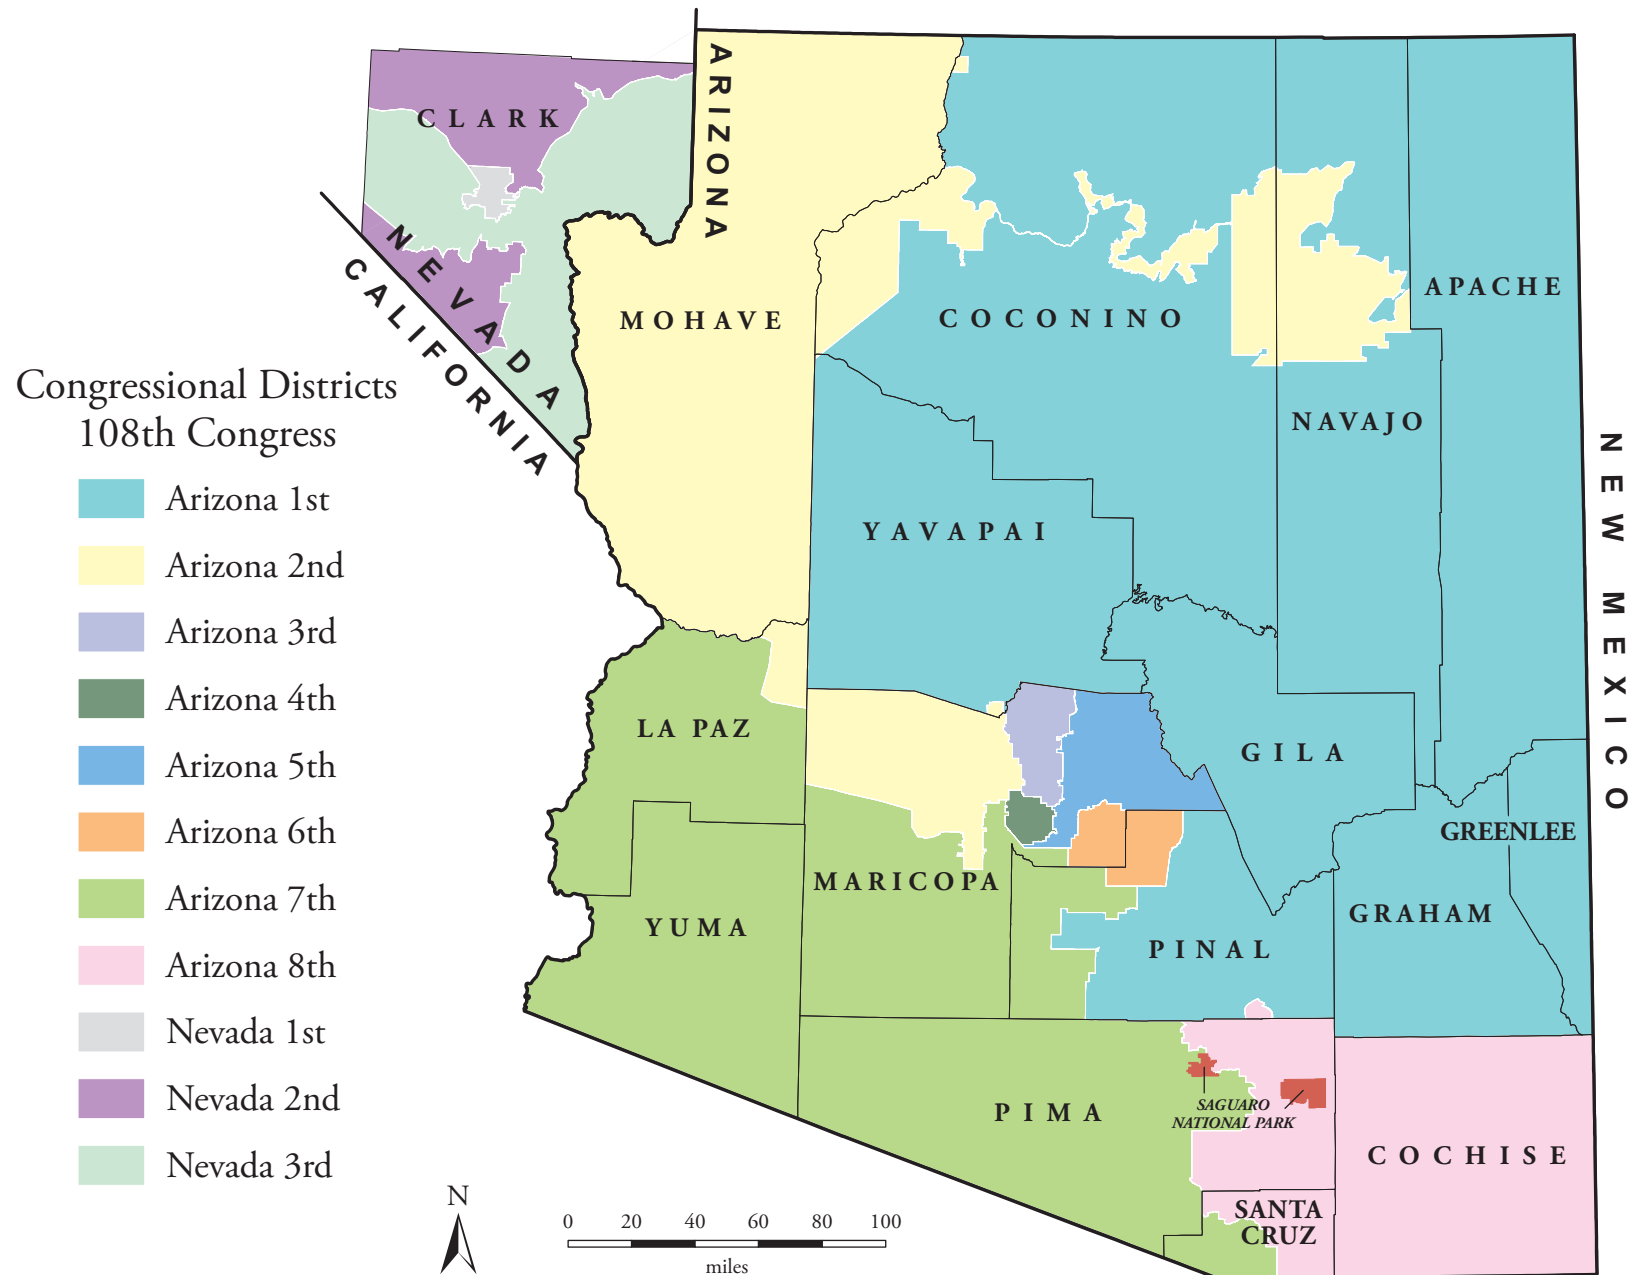 ARIZONA
CLARK
NEVADA
CALIFORNIA
MOHAVE
COCONINO
APACHE
NAVAJO
NEW MEXICO
YAVAPAI
LA PAZ
GILA
GREENLEE
MARICOPA
GRAHAM
YUMA
PINAL
PIMA
SAGUARO
NATIONAL PARK
COCHISE
SANTA
CRUZ
Congressional Districts
108th Congress
Arizona 1st
Arizona 2nd
Arizona 3rd
Arizona 4th
Arizona 5th
Arizona 6th
Arizona 7th
Arizona 8th
Nevada 1st
Nevada 2nd
Nevada 3rd
N
0 20 40 60 80 100
miles